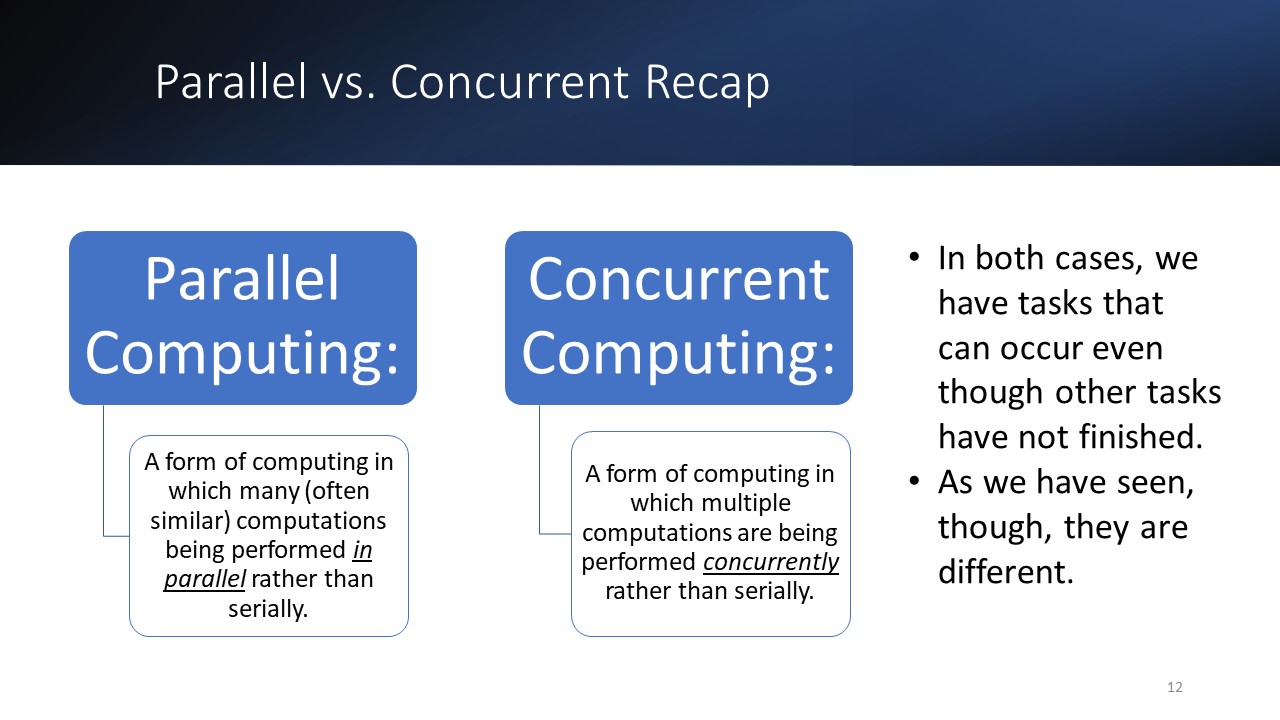 Parallel vs. Concurrent Recap
Parallel
Computing:
A form of computing in
which many (often
similar) computations
being performed in
parallel rather than
serially.
Concurrent
Computing:
A form of computing in
which multiple
computations are being
performed concurrently
rather than serially.
• In both cases, we
have tasks that
can occur even
though other tasks
have not finished.
• As we have seen,
though, they are
different.
12